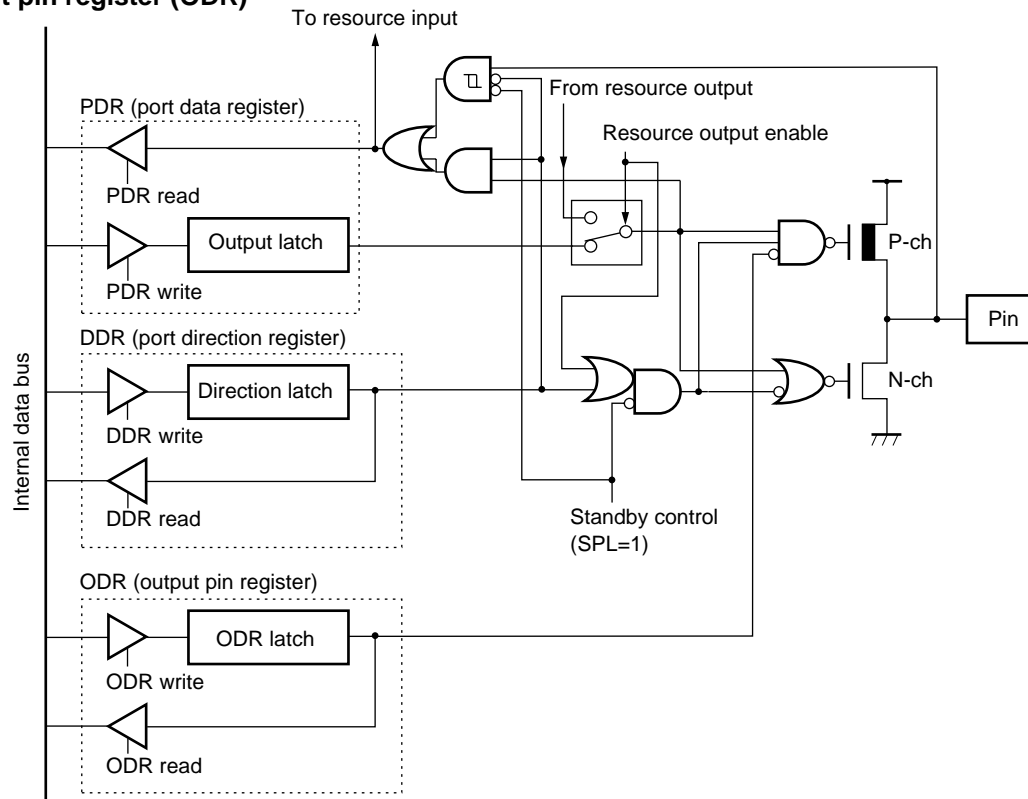 t pin register (ODR)
To resource input
From resource output
PDR (port data register)
Resource output enable
PDR read
Output latch
P-ch
PDR write
Pin
DDR (port direction register)
Direction latch
N-ch
DDR write
Internal data bus
DDR read
Standby control
(SPL=1)
ODR (output pin register)
ODR latch
ODR write
ODR read